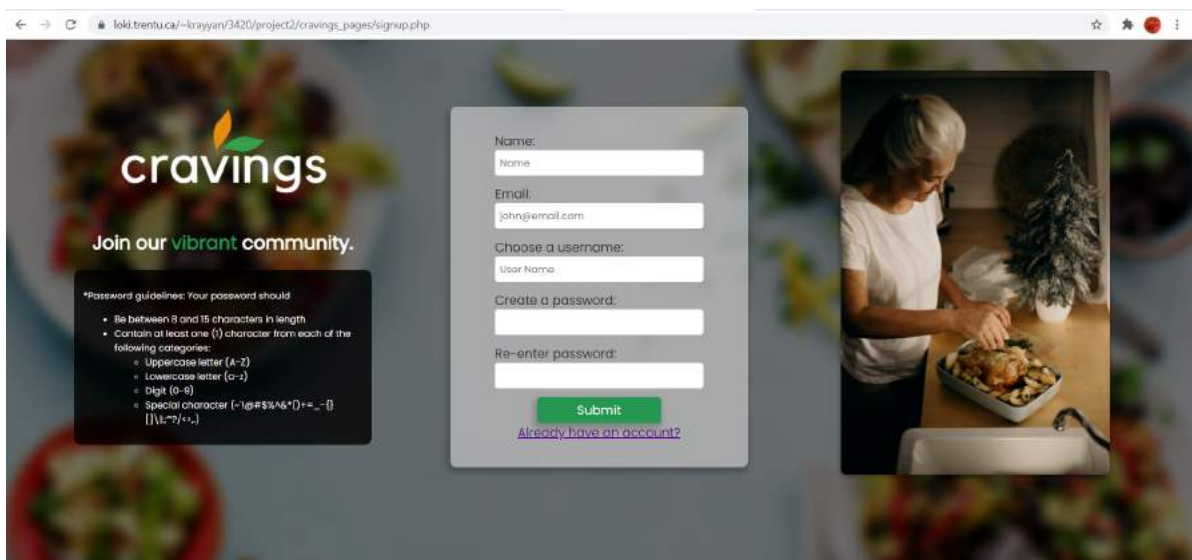 loki.trentu.ca/~krayyan/3420/project2/cravings_pages/signup.php
cravings
Join our vibrant community.
*Password guidelines: Your password should
Be between 8 and 15 characters in length
Contain at least one (1) character from each of the
following categories:
Uppercase letter (A-Z)
Lowercase letter (a-z)
Digit (0-9)
Special character
Name:
Name
Email:
john@email.com
Choose a username:
User Name
Create a password:
Re-enter password:
Submit
Already have an account?